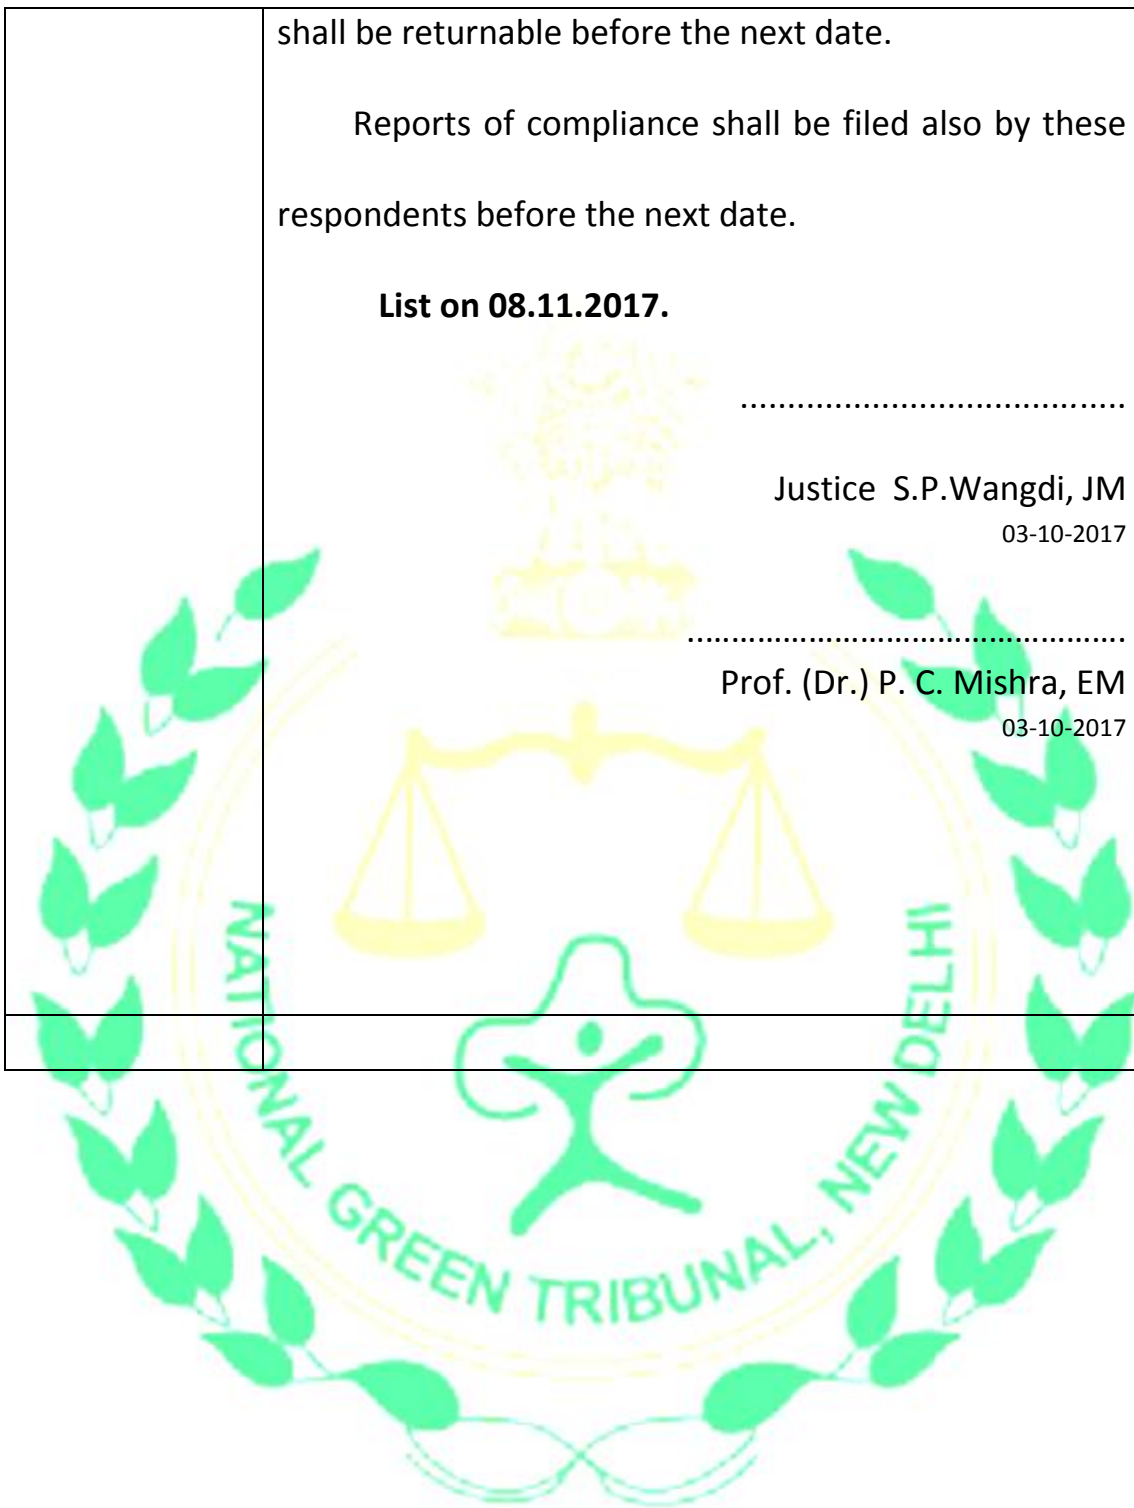 shall be returnable before the next date.
Reports of compliance shall be filed also by these
respondents before the next date.
List on 08.11.2017.
.........................................
Justice  S.P.Wangdi, JM
03-10-2017
..................................................
Prof. (Dr.) P. C. Mishra, EM
03-10-2017
NATIONAL GREEN TRIBUNAL, NEW DELHI